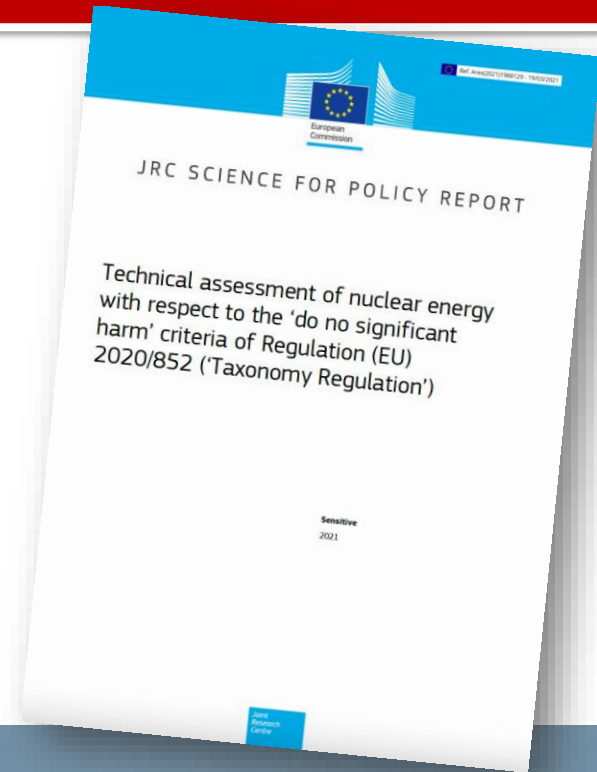 Ref. Ares(2021)1988129 - 19/03/2021
European
Commission
JRC SCIENCE FOR POLICY REPORT
Technical assessment of nuclear energy
with respect to the ‘do no significant
harm’ criteria of Regulation (EU)
2020/852 (‘Taxonomy Regulation’)
Sensitive
2021
Joint
Research
Centre